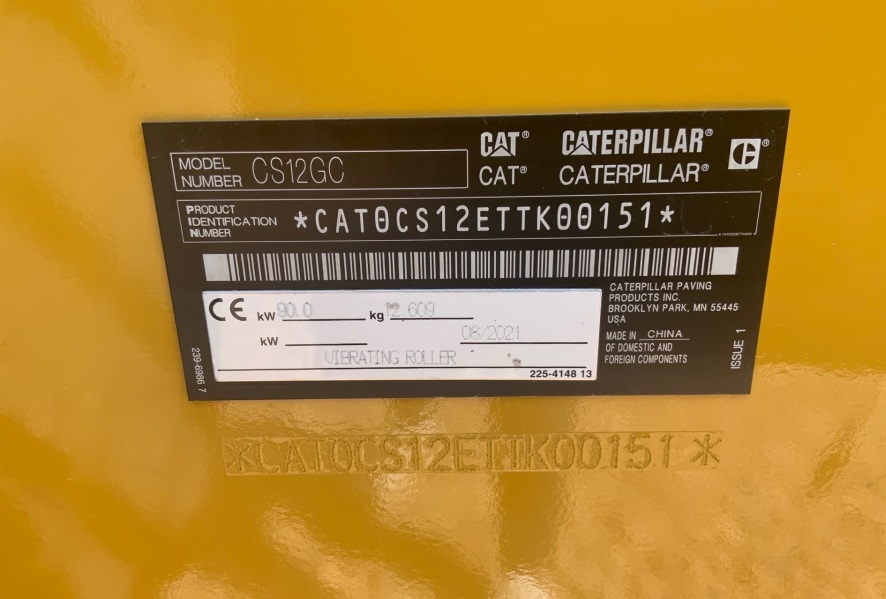 MODEL NUMBER CS12GC
CAT® CATERPILLAR®
CAT® CATERPILLAR®
PRODUCT IDENTIFICATION NUMBER *CAT0CS12ETTK00151*
CE kW 90.0 kg 12,609
kW 08/2021
VIBRATING ROLLER
225-4148 13
CATERPILLAR PAVING
PRODUCTS INC.
BROOKLYN PARK, MN 55445
USA
MADE IN CHINA
OF DOMESTIC AND
FOREIGN COMPONENTS
ISSUE 1
239-6986 7
*CAT0CS12ETTK00151*